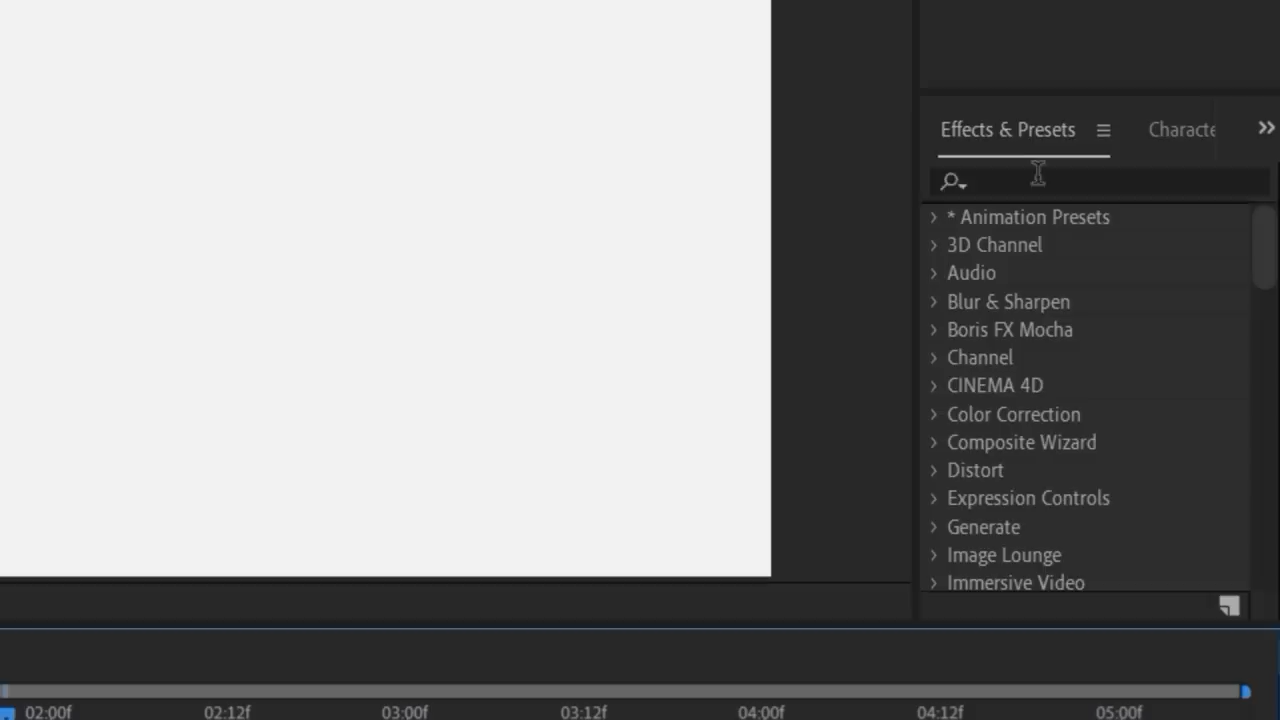 Effects & Presets
* Animation Presets
3D Channel
Audio
Blur & Sharpen
Boris FX Mocha
Channel
CINEMA 4D
Color Correction
Composite Wizard
Distort
Expression Controls
Generate
Image Lounge
Immersive Video
02:00f 02:12f 03:00f 03:12f 04:00f 04:12f 05:00f